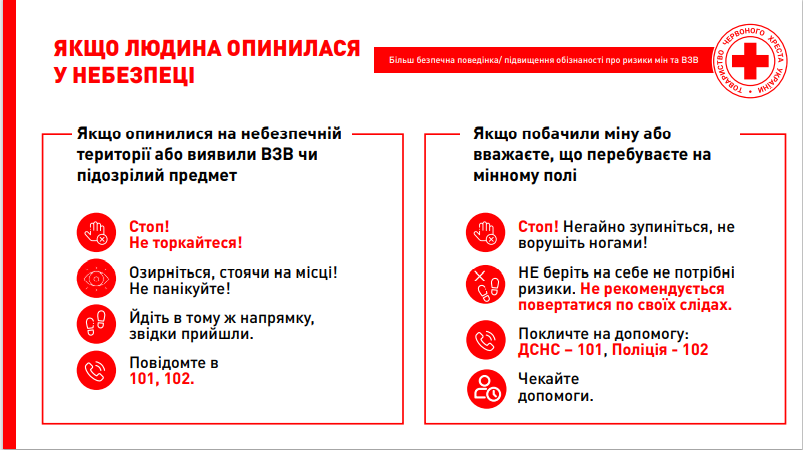 ЯКЩО ЛЮДИНА ОПИНИЛАСЯ
У НЕБЕЗПЕЦІ
Більш безпечна поведінка/ підвищення обізнаності про ризики мін та ВЗВ
ТОВАРИСТВО ЧЕРВОНОГО ХРЕСТА УКРАЇНИ
Якщо опинилися на небезпечній
території або виявили ВЗВ чи
підозрілий предмет
Стоп!
Не торкайтеся!
Озирніться, стоячи на місці!
Не панікуйте!
Йдіть в тому ж напрямку,
звідки прийшли.
Повідомте в
101, 102.
Якщо побачили міну або
вважаєте, що перебуваєте на
мінному полі
Стоп! Негайно зупиніться, не
ворушіть ногами!
НЕ беріть на себе не потрібні
ризики. Не рекомендується
повертатися по своїх слідах.
Покличте на допомогу:
ДСНС – 101, Поліція - 102
Чекайте
допомоги.